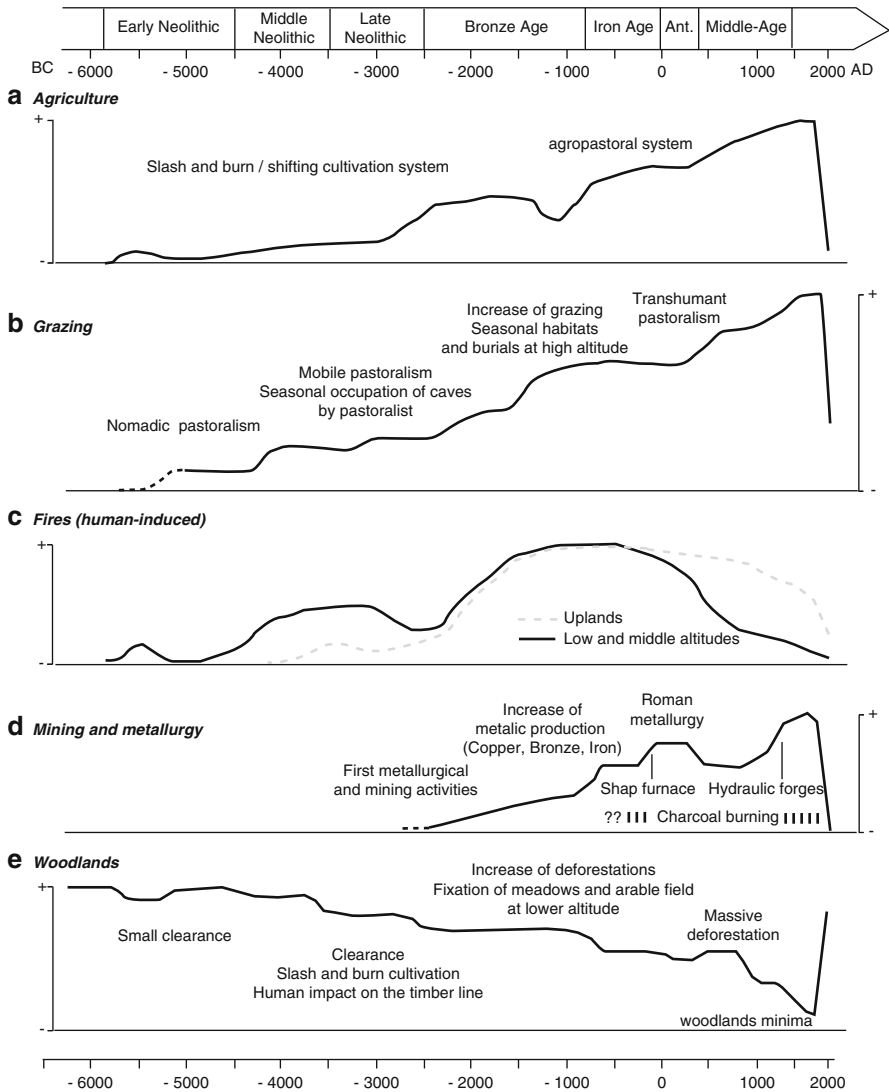 Early Neolithic
Middle
Neolithic
Late
Neolithic
Bronze Age
Iron Age
Ant.
Middle-Age
BC - 6000 - 5000 - 4000 - 3000 - 2000 - 1000 0 1000 2000 AD
a Agriculture
+
Slash and burn / shifting cultivation system
agropastoral system
-
b Grazing
+
Nomadic pastoralism
Mobile pastoralism
Seasonal occupation of caves
by pastoralist
Increase of grazing
Seasonal habitats
and burials at high altitude
Transhumant
pastoralism
-
c Fires (human-induced)
+
Uplands
Low and middle altitudes
-
d Mining and metallurgy
+
First metallurgical
and mining activities
Increase of
metalic production
(Copper, Bronze, Iron)
Roman
metallurgy
Shap furnace
Hydraulic forges
?? Charcoal burning
-
e Woodlands
+
Small clearance
Clearance
Slash and burn cultivation
Human impact on the timber line
Increase of deforestations
Fixation of meadows and arable field
at lower altitude
Massive
deforestation
woodlands minima
-
- 6000 - 5000 - 4000 - 3000 - 2000 - 1000 0 1000 2000